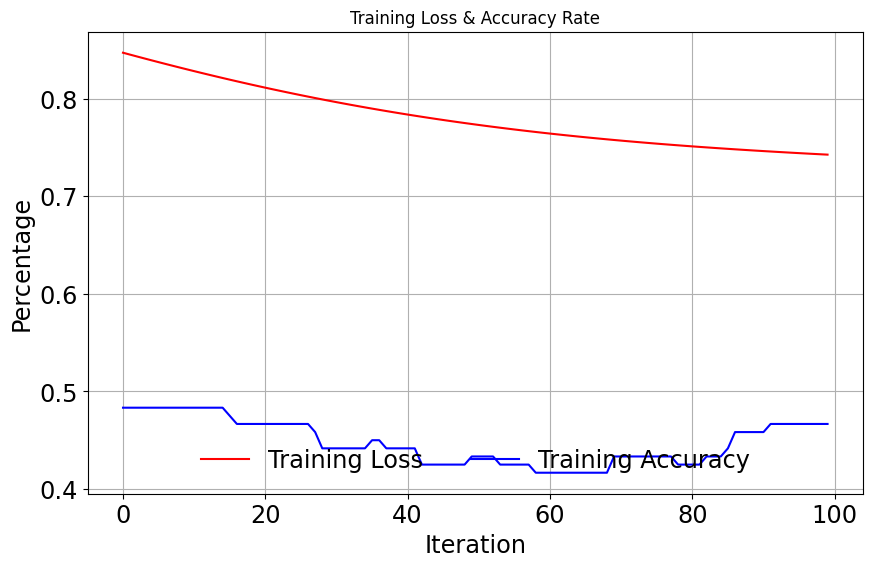 Training Loss & Accuracy Rate
Percentage
0.8
0.7
0.6
0.5
0.4
Training Loss Training Accuracy
0 20 40 60 80 100
Iteration